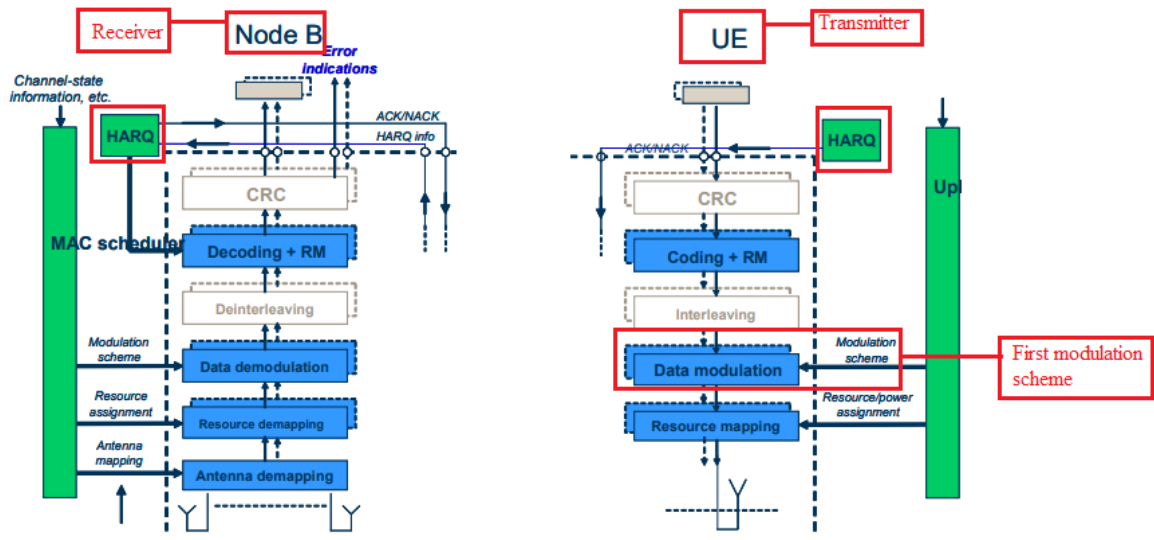 Receiver
Node B
Error
indications
Channel-state
information, etc.
HARQ
ACK/NACK
HARQ info
CRC
MAC scheduler
Decoding + RM
Deinterleaving
Modulation
scheme
Data demodulation
Resource
assignment
Resource demapping
Antenna
mapping
Antenna demapping
UE
Transmitter
ACK/NACK
HARQ
CRC
Upl
Coding + RM
Interleaving
Data modulation
Modulation
scheme
First modulation
scheme
Resource mapping
Resource/power
assignment